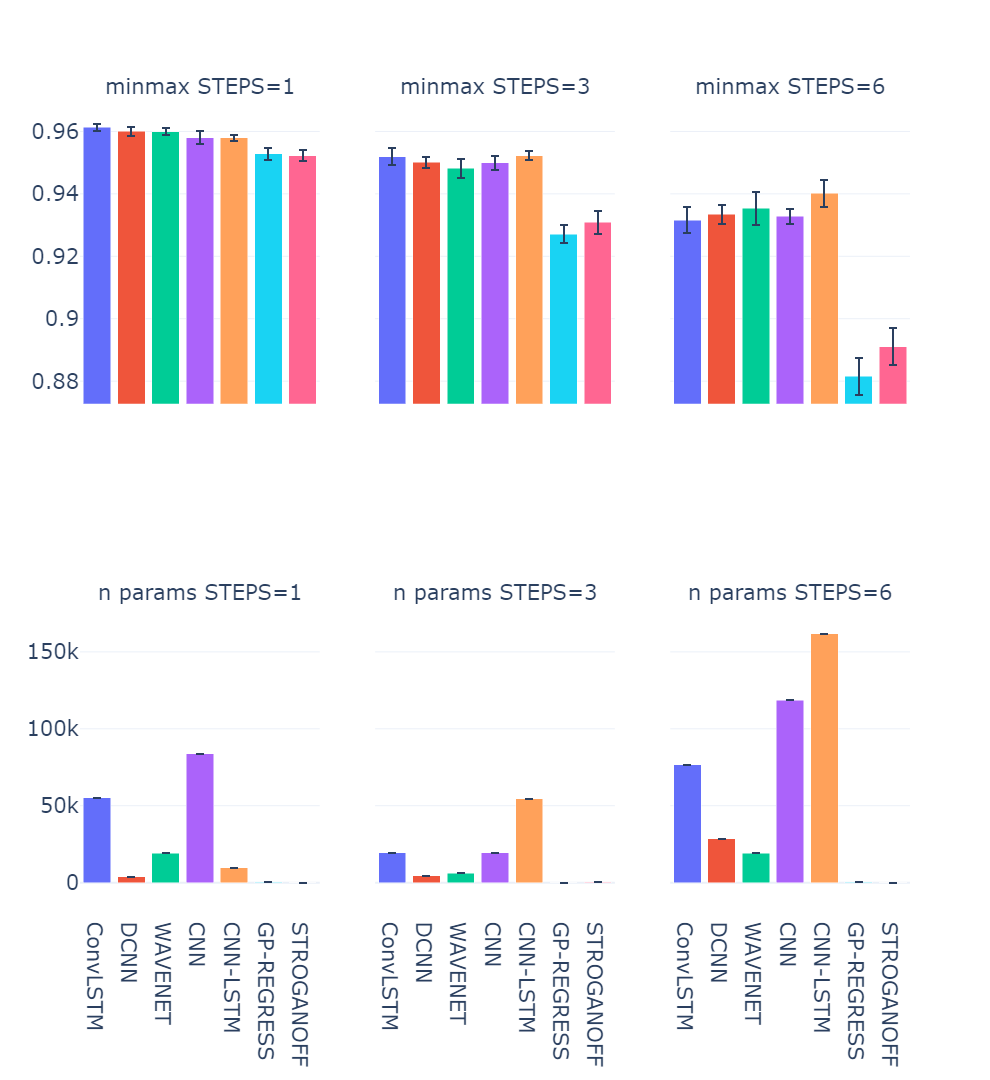 minmax STEPS=1
minmax STEPS=3
minmax STEPS=6
0.96
0.94
0.92
0.9
0.88
n params STEPS=1
n params STEPS=3
n params STEPS=6
150k
100k
50k
0
ConvLSTM
DCNN
WAVENET
CNN
CNN-LSTM
GP-REGRESS
STROGANOFF
ConvLSTM
DCNN
WAVENET
CNN
CNN-LSTM
GP-REGRESS
STROGANOFF
ConvLSTM
DCNN
WAVENET
CNN
CNN-LSTM
GP-REGRESS
STROGANOFF